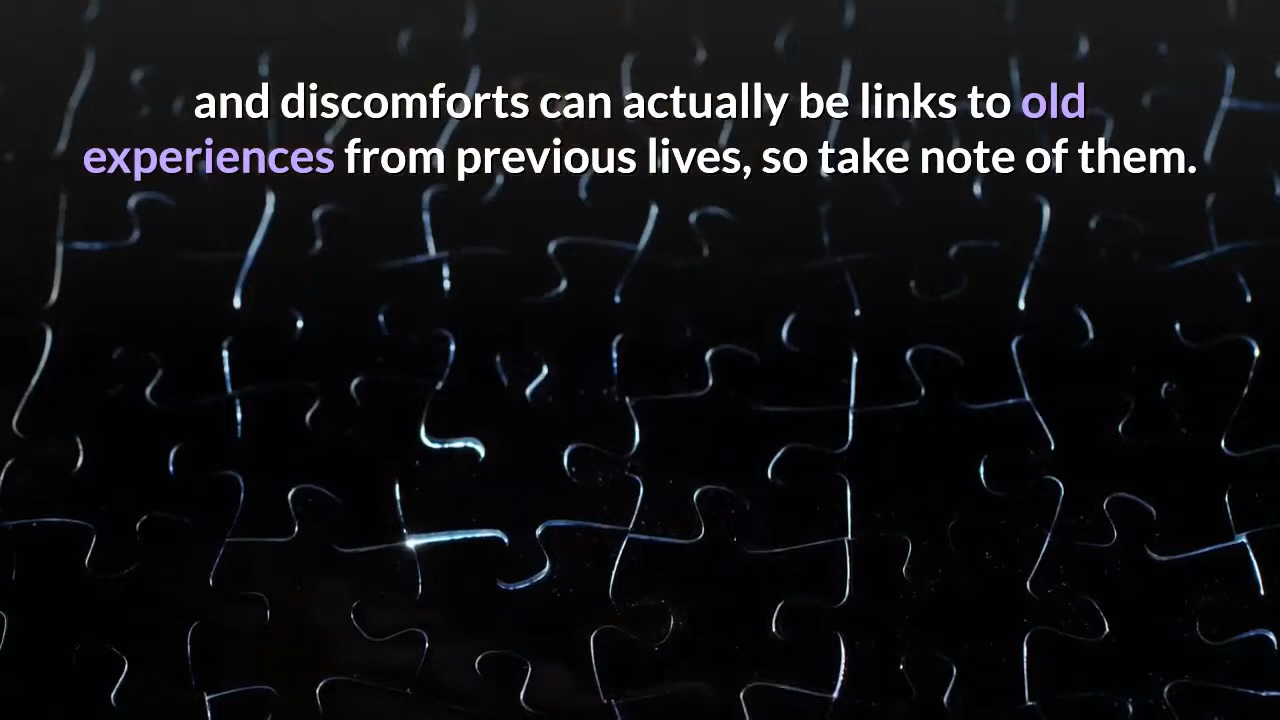 and discomforts can actually be links to old
experiences from previous lives, so take note of them.